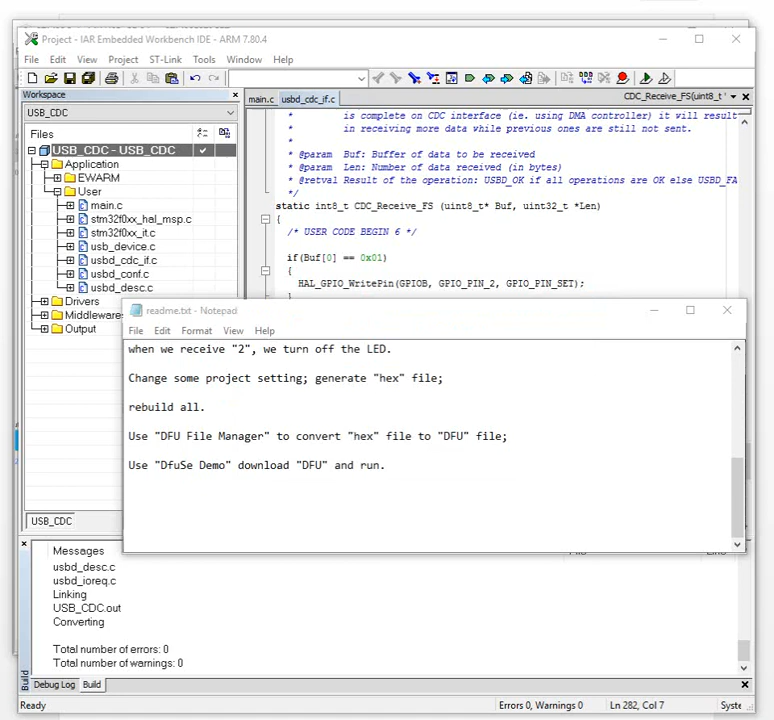 Project - IAR Embedded Workbench IDE - ARM 7.80.4
File Edit View Project ST-Link Tools Window Help
Workspace
USB_CDC
Files
USB_CDC - USB_CDC
Application
EWARM
User
main.c
stm32f0xx_hal_msp.c
stm32f0xx_it.c
usb_device.c
usbd_cdc_if.c
usbd_conf.c
usbd_desc.c
Drivers
Middlewares
Output
USB_CDC
main.c usbd_cdc_if.c CDC_Receive_FS(uint8_t *
* is complete on CDC interface (ie. using DMA controller) it will result
* in receiving more data while previous ones are still not sent.
*
* @param Buf: Buffer of data to be received
* @param Len: Number of data received (in bytes)
* @retval Result of the operation: USBD_OK if all operations are OK else USBD_FA
*/
static int8_t CDC_Receive_FS (uint8_t* Buf, uint32_t *Len)
{
/* USER CODE BEGIN 6 */
if(Buf[0] == 0x01)
{
HAL_GPIO_WritePin(GPIOB, GPIO_PIN_2, GPIO_PIN_SET);
readme.txt - Notepad
File Edit Format View Help
when we receive "2", we turn off the LED.
Change some project setting; generate "hex" file;
rebuild all.
Use "DFU File Manager" to convert "hex" file to "DFU" file;
Use "DfuSe Demo" download "DFU" and run.
Messages
usbd_desc.c
usbd_ioreq.c
Linking
USB_CDC.out
Converting
Total number of errors: 0
Total number of warnings: 0
Build
Debug Log Build
Ready Errors 0, Warnings 0 Ln 282, Col 7 Syste